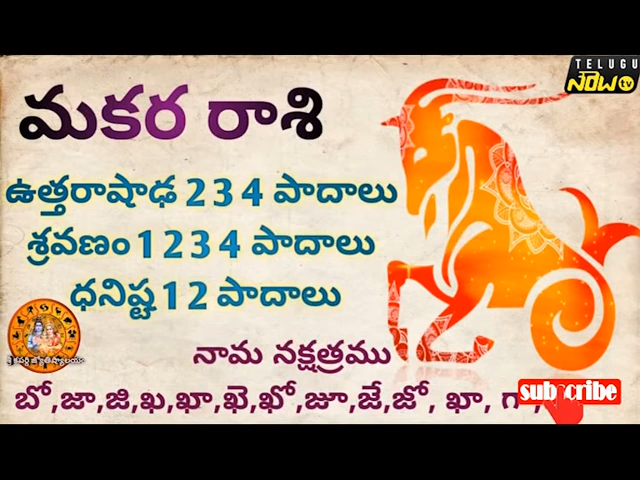 TELUGU
నౌtv
మకర రాశి
ఉత్తరాషాఢ 2 3 4 పాదాలు
శ్రవణం 1 2 3 4 పాదాలు
ధనిష్ట 1 2 పాదాలు
నామ నక్షత్రము
బో,జా,జి,ఖ,ఖా,ఖె,ఖో,జూ,జే,జో, ఖా, గ
subscribe